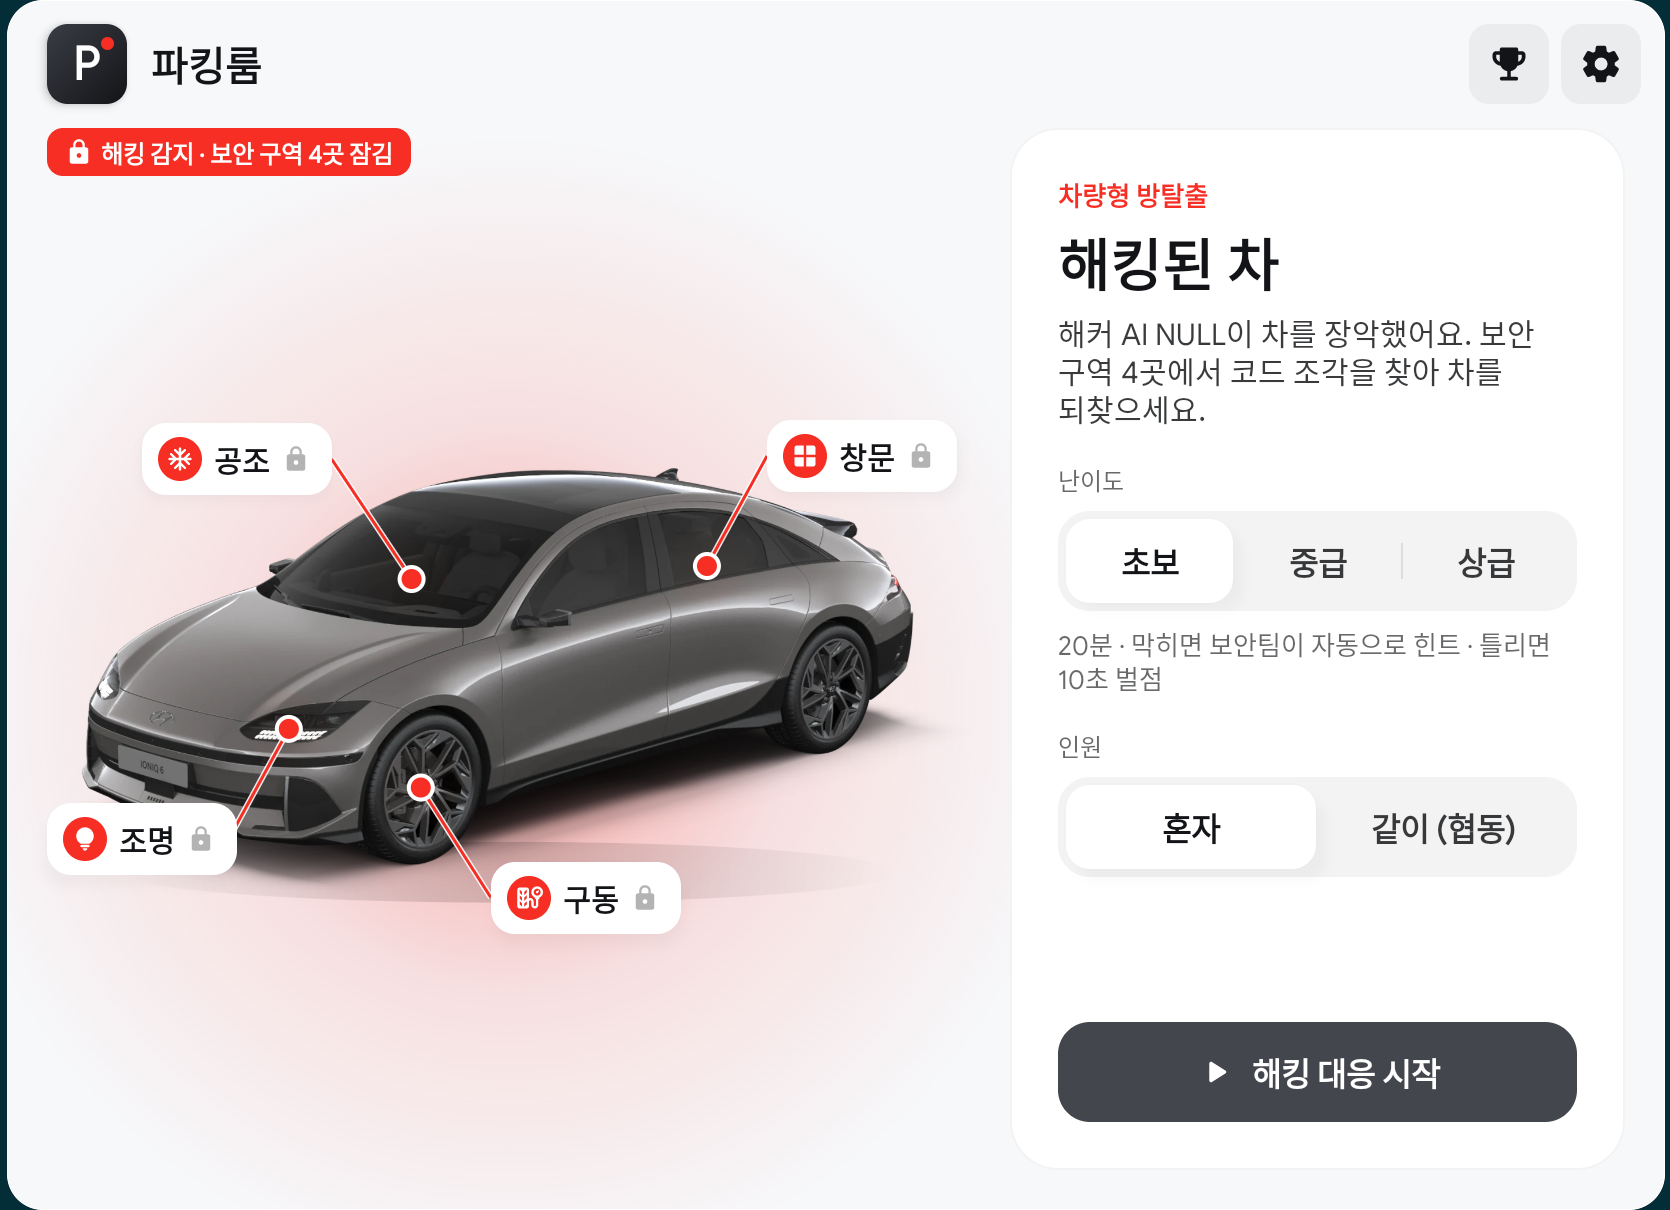 P
파킹룸
해킹 감지 · 보안 구역 4곳 잠김
공조
창문
IONIQ 6
조명
구동
차량형 방탈출
해킹된 차
해커 AI NULL이 차를 장악했어요. 보안
구역 4곳에서 코드 조각을 찾아 차를
되찾으세요.
난이도
초보
중급
상급
20분 · 막히면 보안팀이 자동으로 힌트 · 틀리면
10초 벌점
인원
혼자
같이 (협동)
해킹 대응 시작